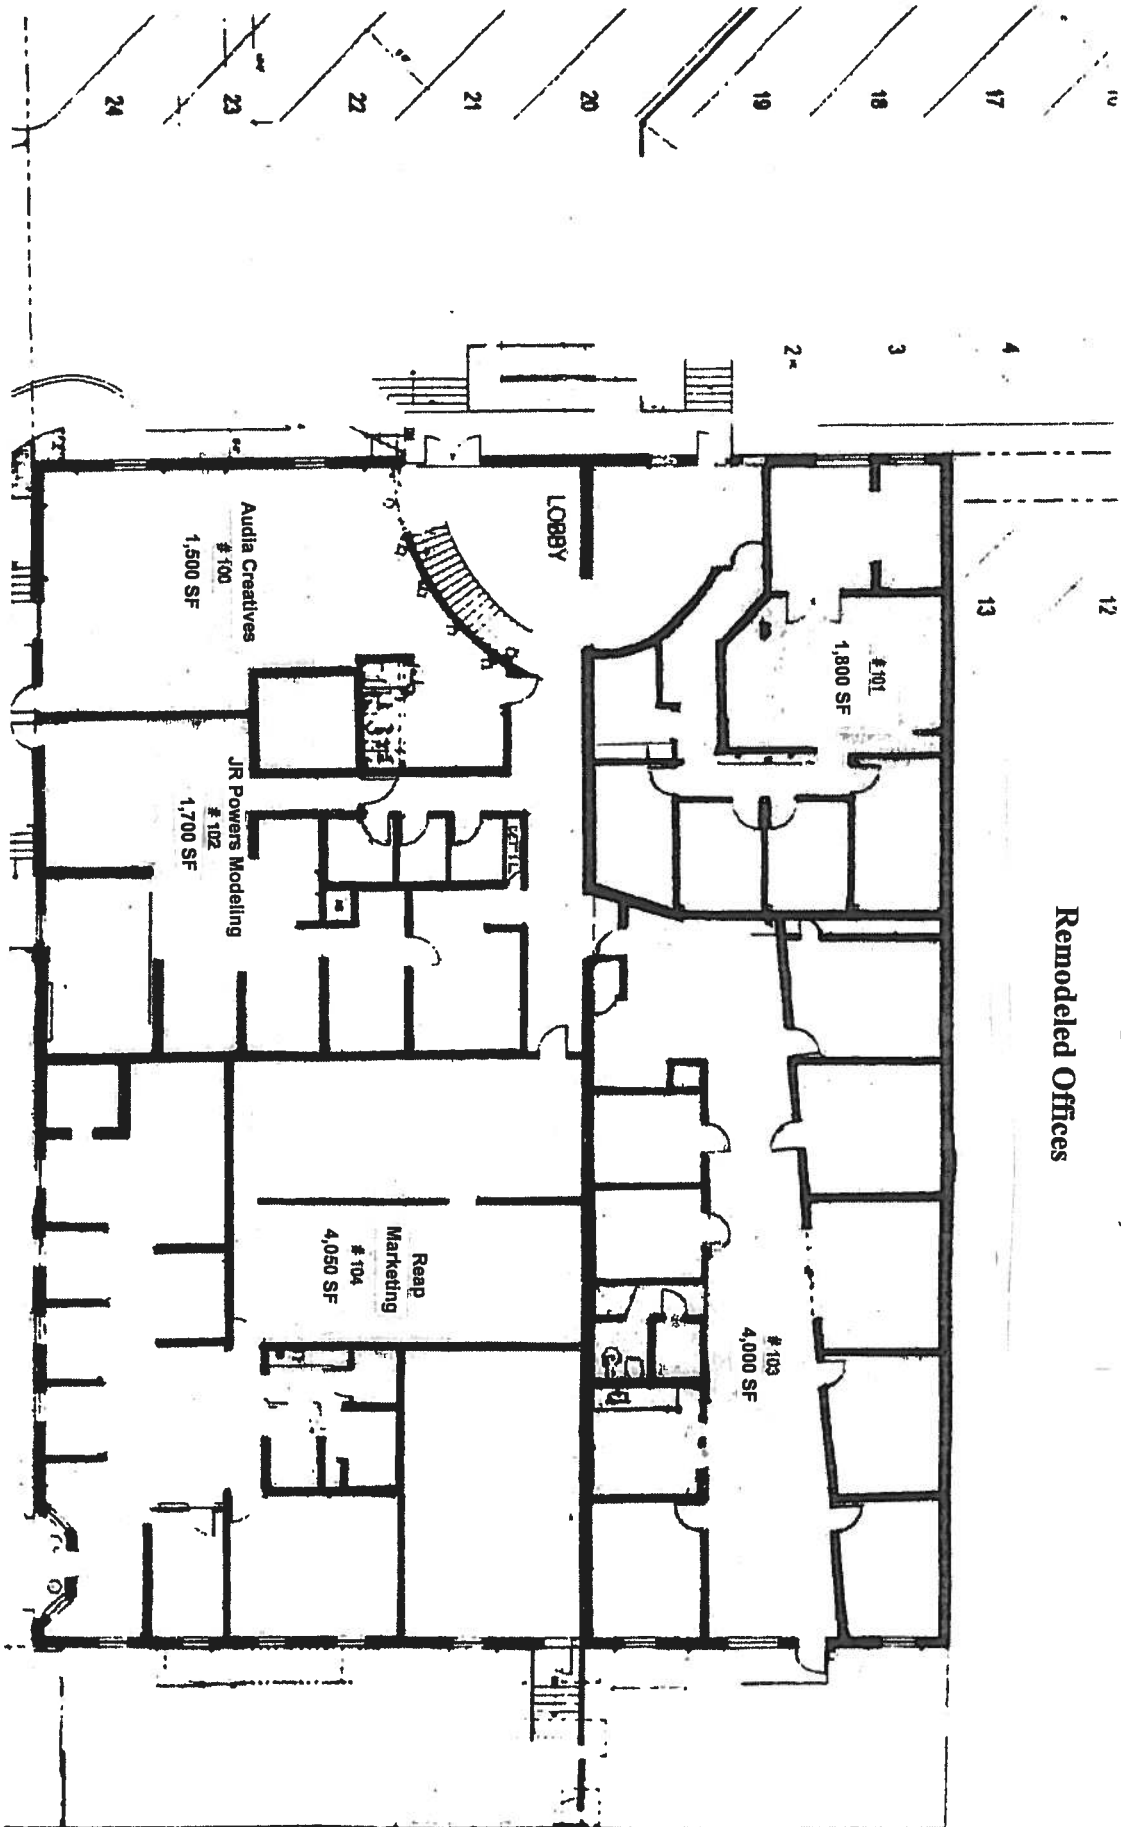 Remodeled Offices
17
18
19
20
21
22
23
24
4
3
2
12
13
LOBBY
#101
1,800 SF
Audia Creatives
#100
1,500 SF
JR Powers Modeling
#102
1,700 SF
#103
4,000 SF
Reap
Marketing
#104
4,050 SF